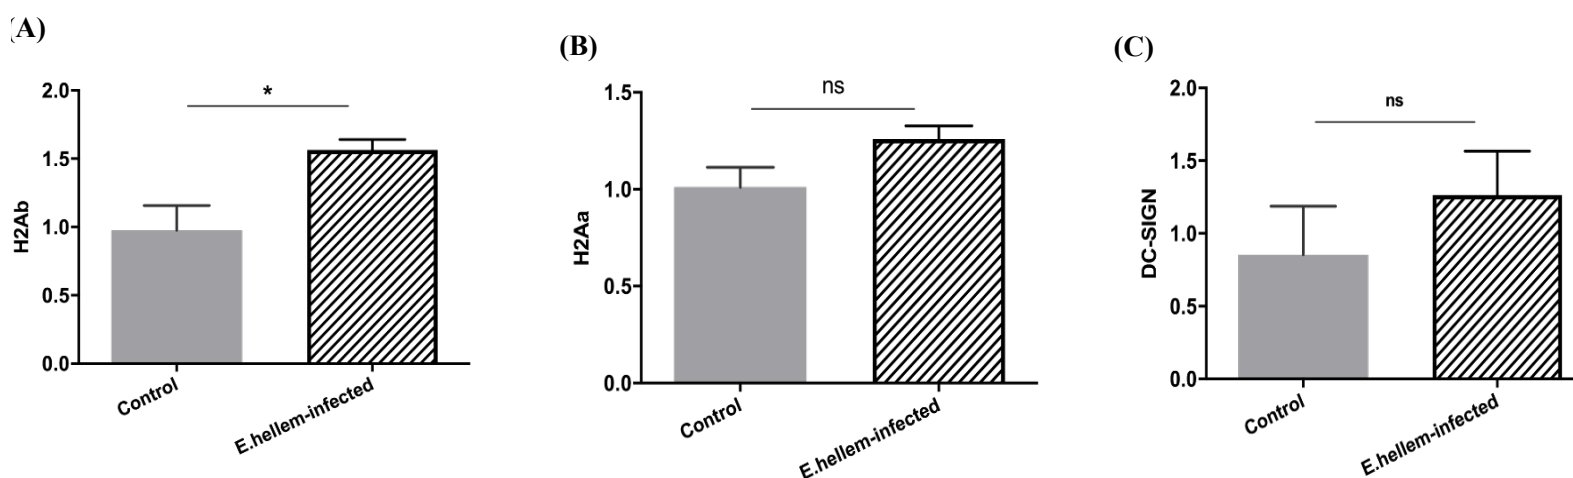 (A)
H2Ab
2.0
1.5
1.0
0.5
0.0
*
Control
E.hellem-infected
(B)
H2Aa
1.5
1.0
0.5
0.0
ns
Control
E.hellem-infected
(C)
DC-SIGN
2.0
1.5
1.0
0.5
0.0
ns
Control
E.hellem-infected